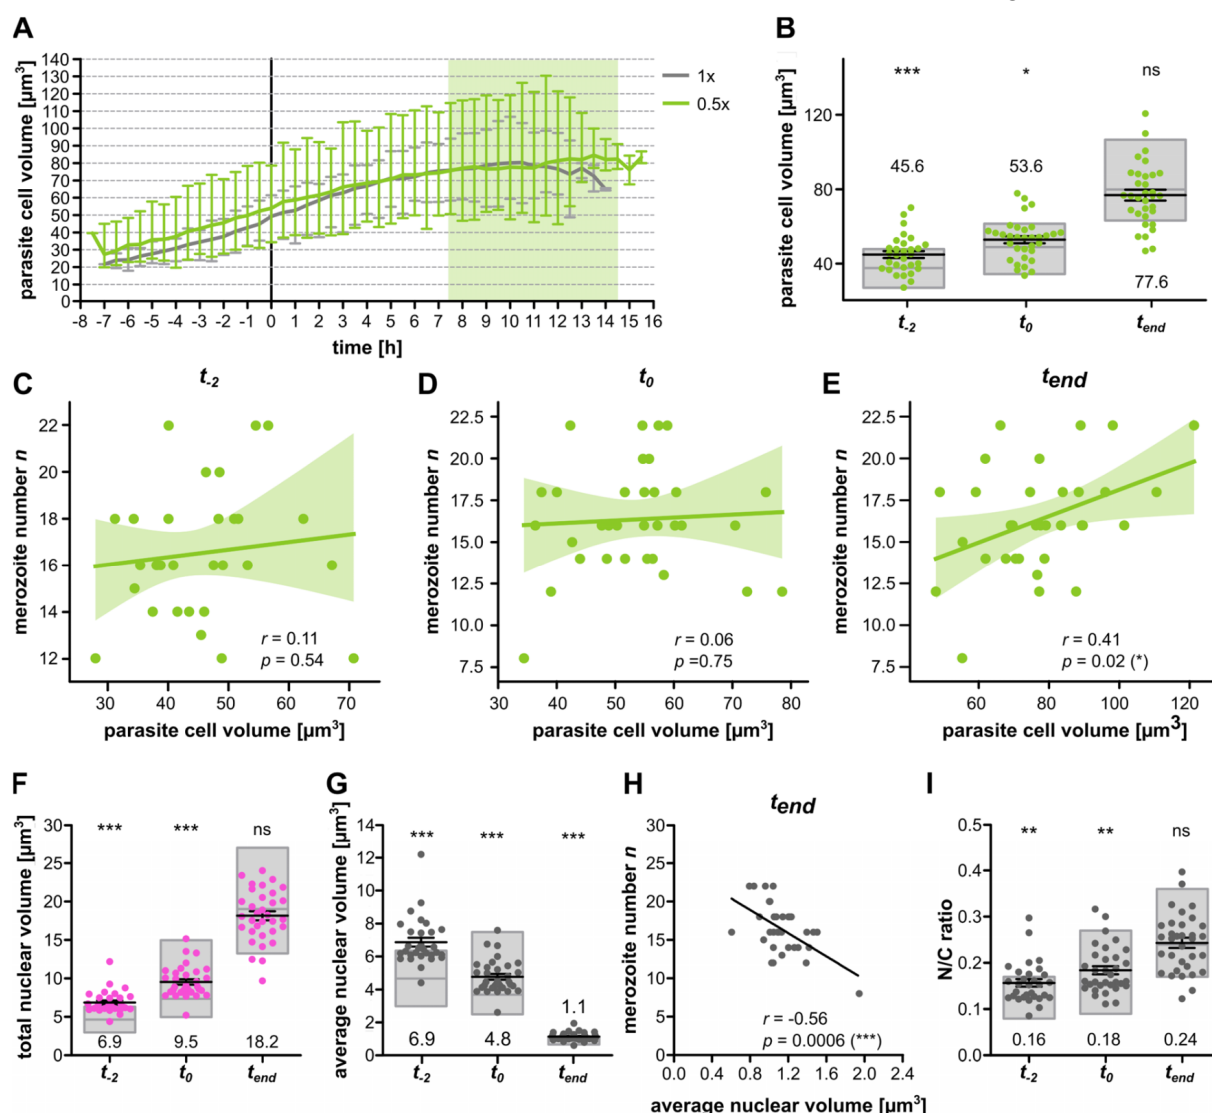 A
parasite cell volume [µm³]
140
130
120
110
100
90
80
70
60
50
40
30
20
10
0
-8 -7 -6 -5 -4 -3 -2 -1 0 1 2 3 4 5 6 7 8 9 10 11 12 13 14 15 16
time [h]
1x
0.5x
B
parasite cell volume [µm³]
120
80
40
*** * ns
45.6 53.6
77.6
t-2 t0 tend
C
t-2
merozoite number n
22
20
18
16
14
12
r = 0.11
p = 0.54
30 40 50 60 70
parasite cell volume [µm³]
D
t0
merozoite number n
22.5
20.0
17.5
15.0
12.5
10.0
7.5
r = 0.06
p =0.75
30 40 50 60 70 80
parasite cell volume [µm³]
E
tend
merozoite number n
22.5
20.0
17.5
15.0
12.5
10.0
7.5
r = 0.41
p = 0.02 (*)
60 80 100 120
parasite cell volume [µm³]
F
total nuclear volume [µm³]
30
25
20
15
10
5
0
*** *** ns
6.9 9.5 18.2
t-2 t0 tend
G
average nuclear volume [µm³]
14
12
10
8
6
4
2
0
*** *** ***
1.1
6.9 4.8
t-2 t0 tend
H
tend
merozoite number n
30
25
20
15
10
5
0
r = -0.56
p = 0.0006 (***)
0.0 0.4 0.8 1.2 1.6 2.0 2.4
average nuclear volume [µm³]
I
N/C ratio
0.5
0.4
0.3
0.2
0.1
0.0
** ** ns
0.16 0.18 0.24
t-2 t0 tend